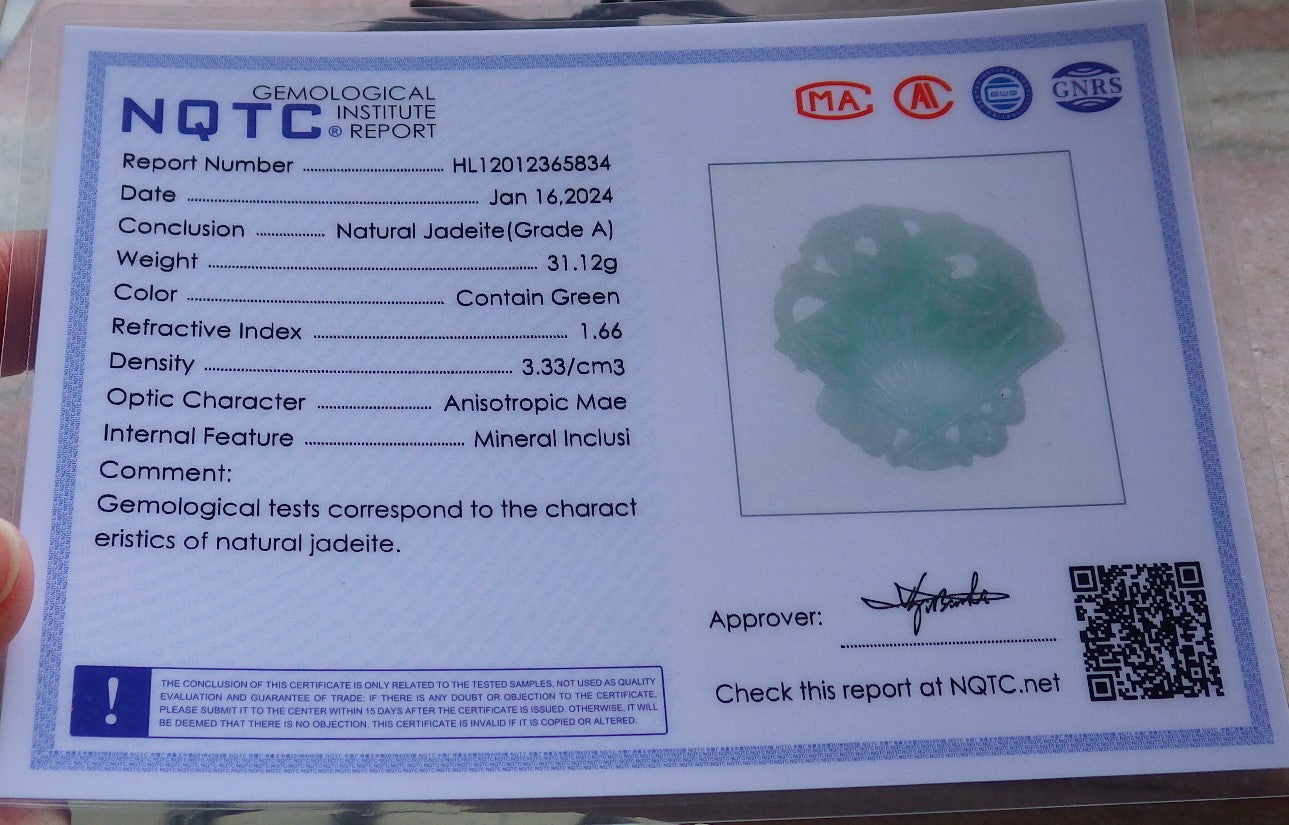 GEMOLOGICAL
NQTC INSTITUTE
® REPORT
MA
GNRS
Report Number HL12012365834
Date Jan 16,2024
Conclusion Natural Jadeite(Grade A)
Weight 31.12g
Color Contain Green
Refractive Index 1.66
Density 3.33/cm3
Optic Character Anisotropic Mae
Internal Feature Mineral Inclusi
Comment:
Gemological tests correspond to the charact
eristics of natural jadeite.
Approver:
Check this report at NQTC.net
!
THE CONCLUSION OF THIS CERTIFICATE IS ONLY RELATED TO THE TESTED SAMPLES, NOT USED AS QUALITY
EVALUATION AND GUARANTEE OF TRADE; IF THERE IS ANY DOUBT OR OBJECTION TO THE CERTIFICATE,
PLEASE SUBMIT IT TO THE CENTER WITHIN 15 DAYS AFTER THE CERTIFICATE IS ISSUED. OTHERWISE, IT WILL
BE DEEMED THAT THERE IS NO OBJECTION. THIS CERTIFICATE IS INVALID IF IT IS COPIED OR ALTERED.